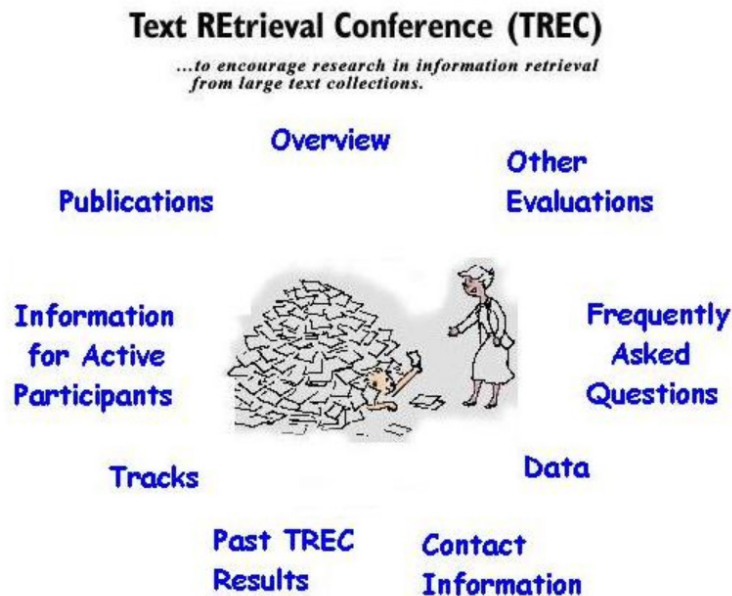 Text REtrieval Conference (TREC)
...to encourage research in information retrieval
from large text collections.
Overview
Other
Evaluations
Publications
Information
for Active
Participants
Frequently
Asked
Questions
Tracks
Data
Past TREC
Results
Contact
Information